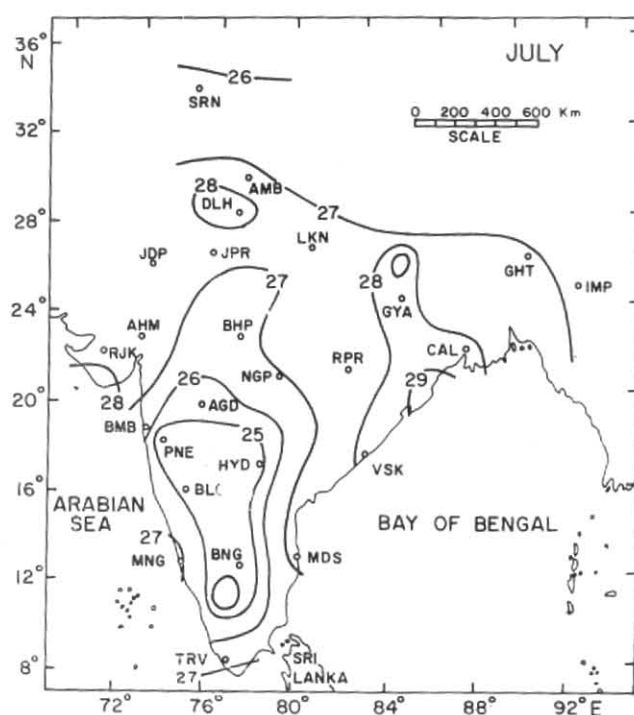 36° JULY
N 26
SRN
0 200 400 600 Km
SCALE
32°
28 AMB
DLH 27
28°
LKN
JDP JPR GHT
27 28 IMP
24° GYA
AHM BHP
RJK CAL
NGP RPR
26 29
28 AGD
20°
BMB 25
PNE HYD VSK
16°
BL
ARABIAN
SEA BAY OF BENGAL
27
MNG BNG MDS
12°
8° TRV SRI
27 LANKA
72° 76° 80° 84° 88° 92°E